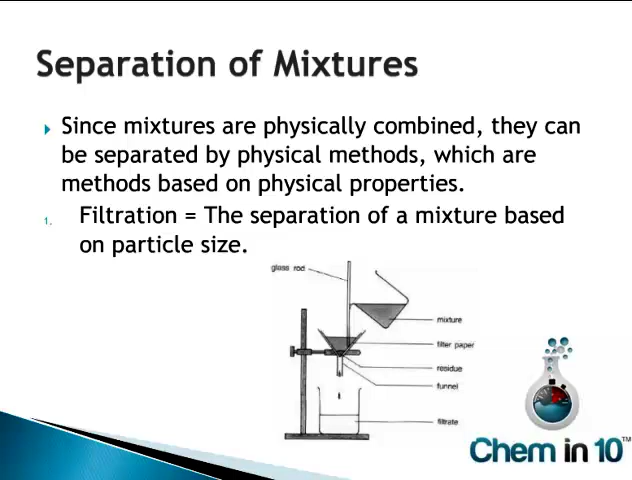 Separation of Mixtures
Since mixtures are physically combined, they can
be separated by physical methods, which are
methods based on physical properties.
1. Filtration = The separation of a mixture based
on particle size.
glass rod
mixture
filter paper
residue
funnel
filtrate
Chem in 10™